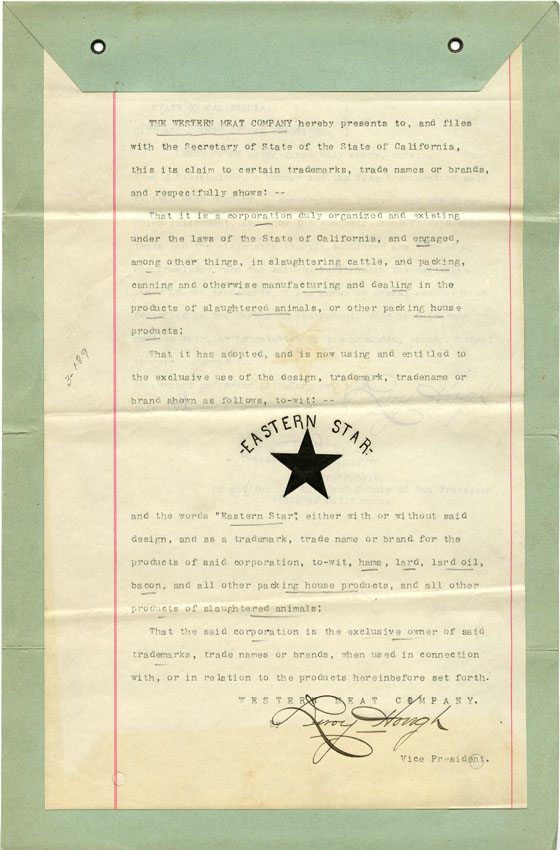 THE WESTERN MEAT COMPANY hereby presents to, and files
with the Secretary of State of the State of California,
this its claim to certain trademarks, trade names or brands,
and respectfully shows: --
That it is a corporation duly organized and existing
under the laws of the State of California, and engaged,
among other things, in slaughtering cattle, and packing,
canning and otherwise manufacturing and dealing in the
products of slaughtered animals, or other packing house
products;
That it has adopted, and is now using and entitled to
the exclusive use of the design, trademark, tradename or
brand shown as follows, to-wit: --
3-189
-EASTERN STAR-
and the words "Eastern Star", either with or without said
design, and as a trademark, trade name or brand for the
products of said corporation, to-wit, hams, lard, lard oil,
bacon, and all other packing house products, and all other
products of slaughtered animals;
That the said corporation is the exclusive owner of said
trademarks, trade names or brands, when used in connection
with, or in relation to the products hereinbefore set forth.
WESTERN MEAT COMPANY.
By Leroy Hough
Vice President.